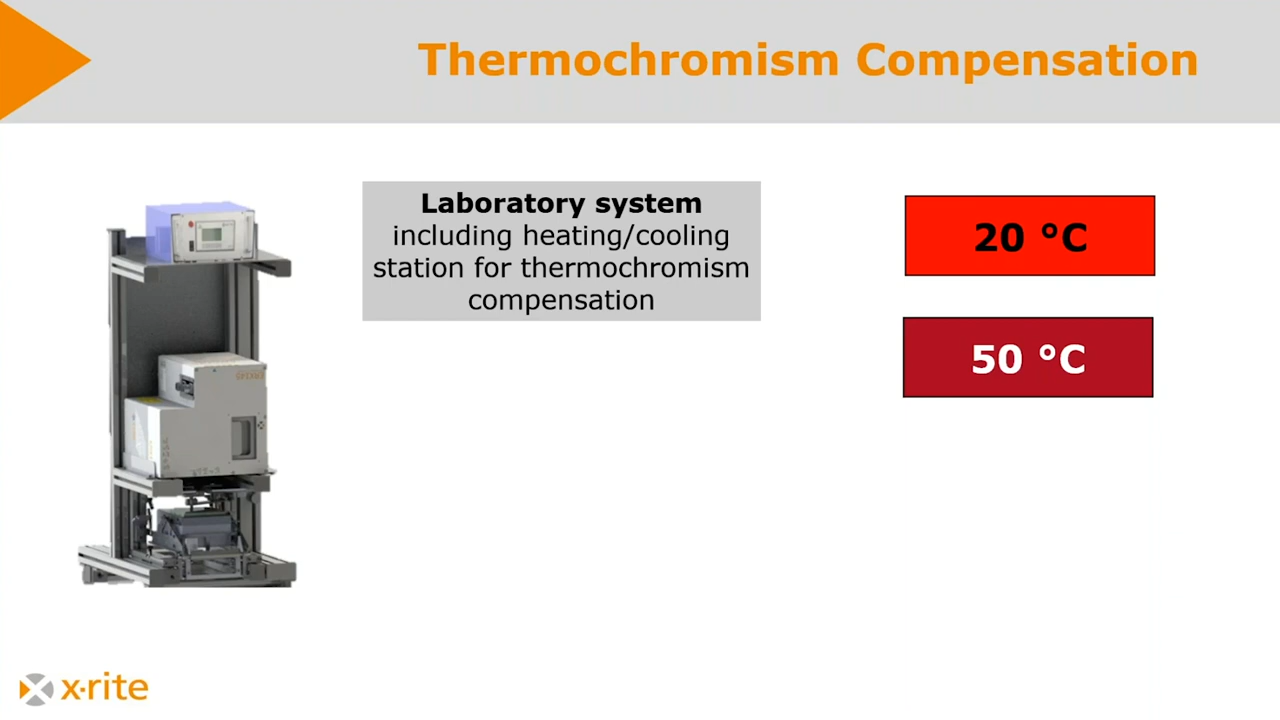 Thermochromism Compensation
Laboratory system
including heating/cooling
station for thermochromism
compensation
20 °C
50 °C
x·rite